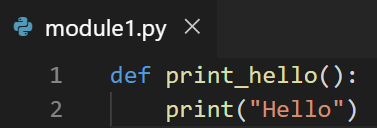 module1.py ×
1 def print_hello():
2     print("Hello")